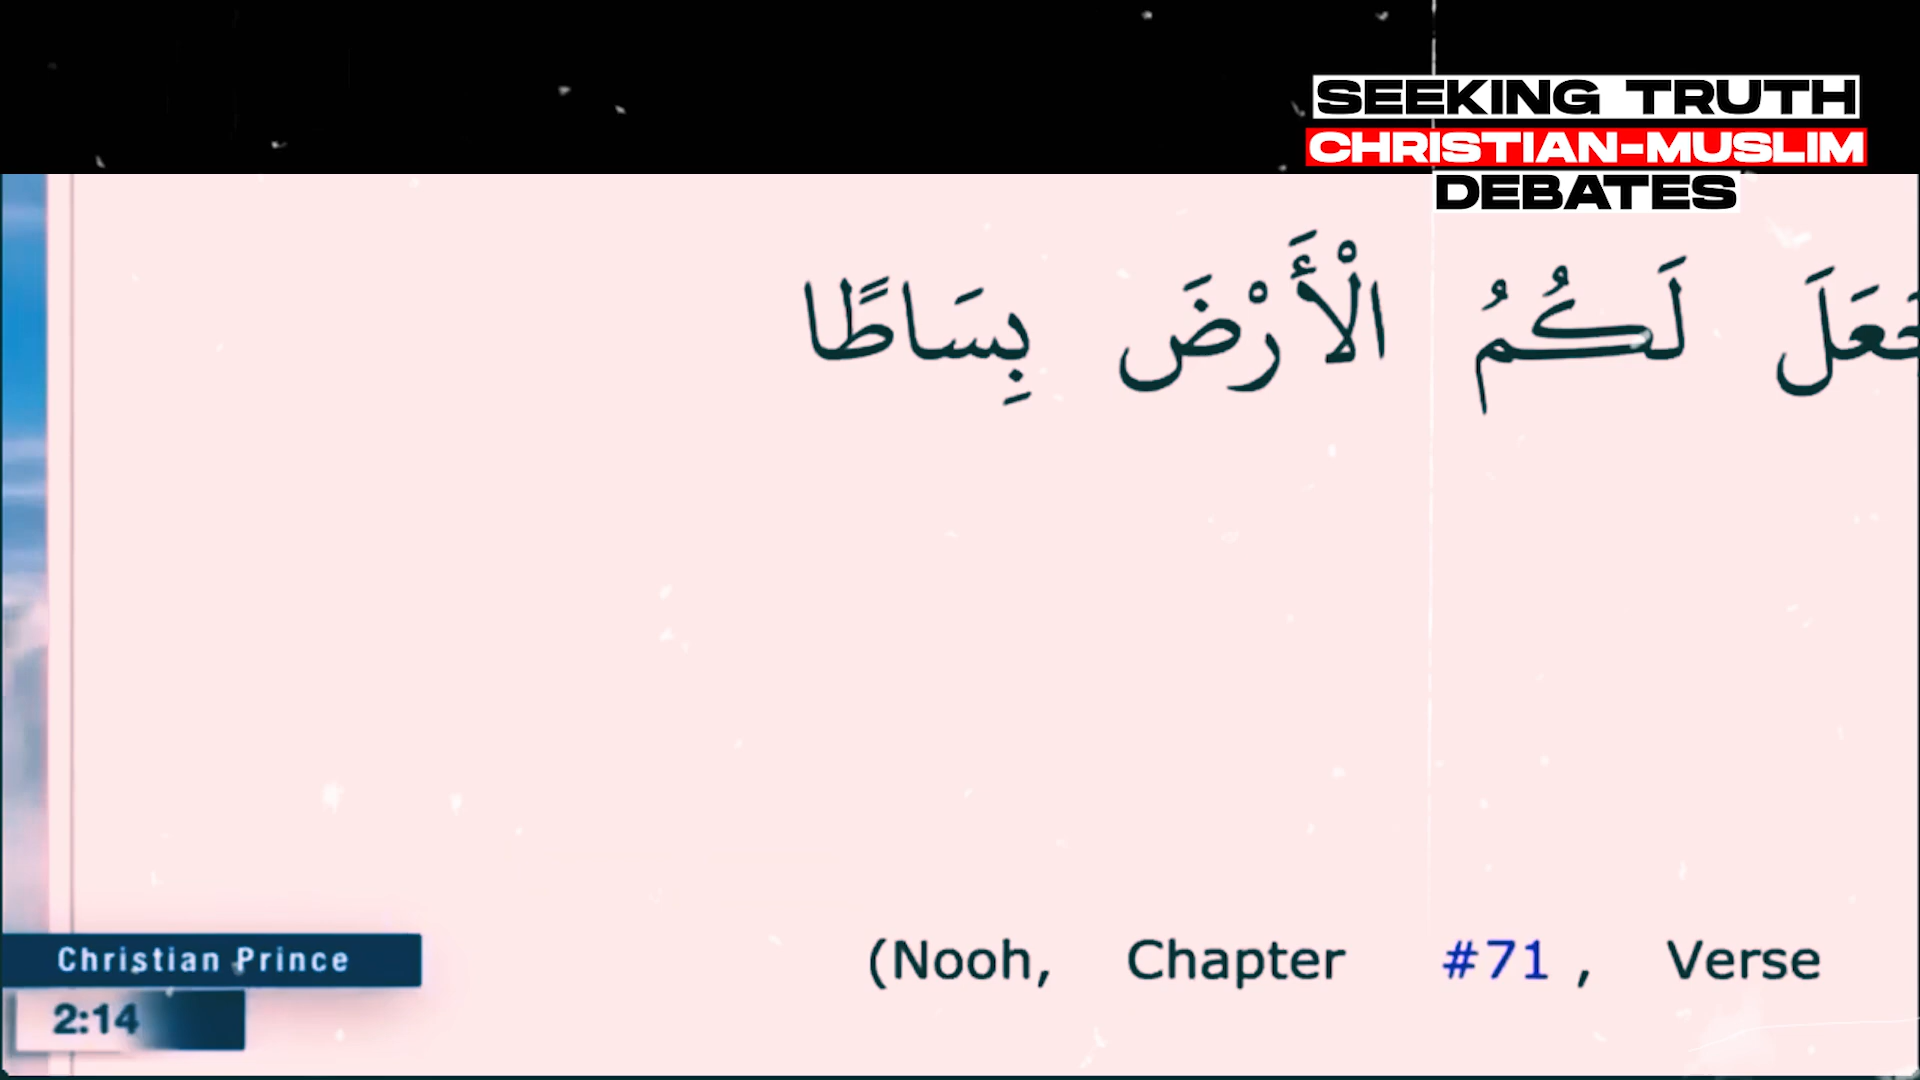 SEEKING TRUTH
CHRISTIAN-MUSLIM
DEBATES
لَكُمُ الْأَرْضَ بِسَاطًا
(Nooh, Chapter #71 , Verse
Christian Prince
2:14